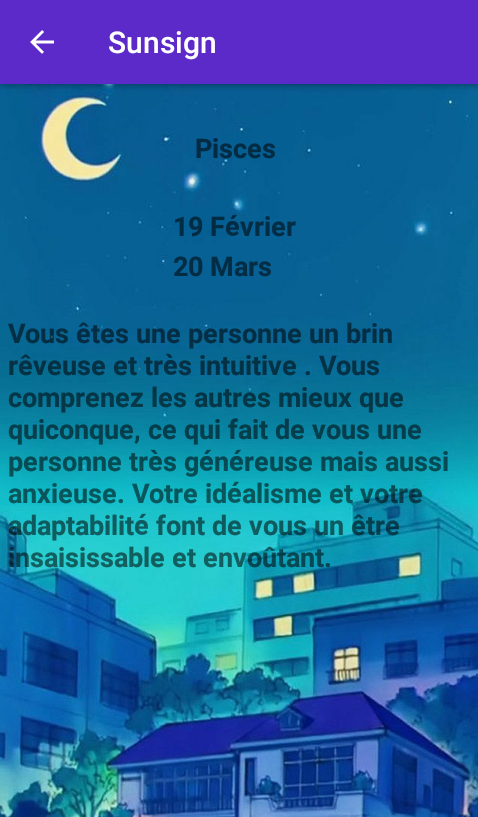 Sunsign
Pisces
19 Février
20 Mars
Vous êtes une personne un brin
rêveuse et très intuitive . Vous
comprenez les autres mieux que
quiconque, ce qui fait de vous une
personne très généreuse mais aussi
anxieuse. Votre idéalisme et votre
adaptabilité font de vous un être
insaisissable et envoûtant.